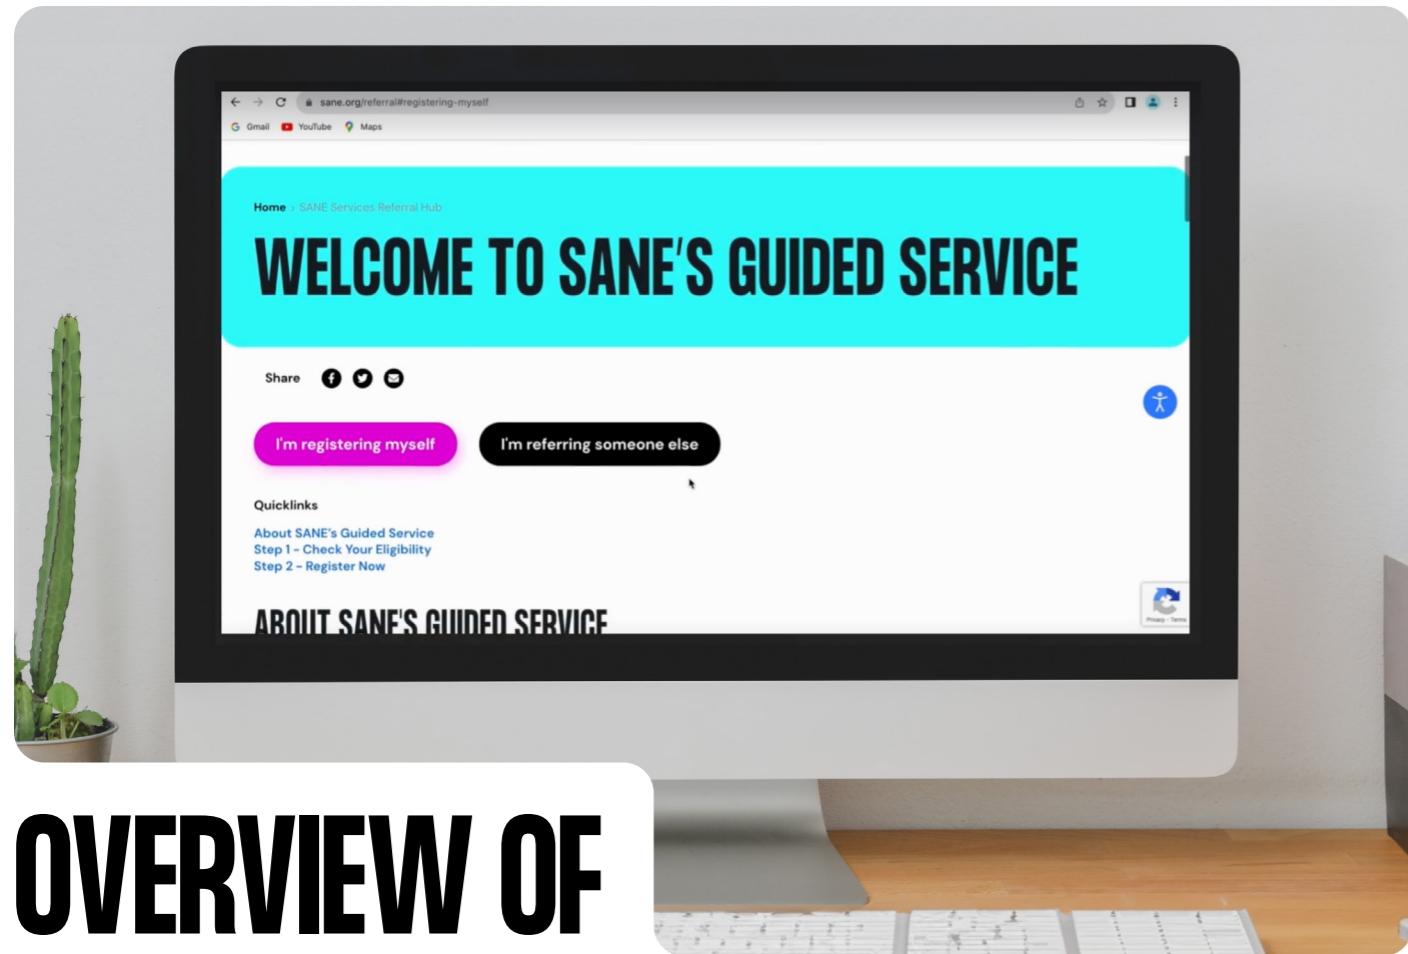 sane.org/referral#registering-myself
Gmail YouTube Maps
Home › SANE Services Referral Hub
WELCOME TO SANE'S GUIDED SERVICE
Share
I'm registering myself I'm referring someone else
Quicklinks
About SANE's Guided Service
Step 1 - Check Your Eligibility
Step 2 - Register Now
ABOUT SANE'S GUIDED SERVICE
Privacy - Terms
OVERVIEW OF